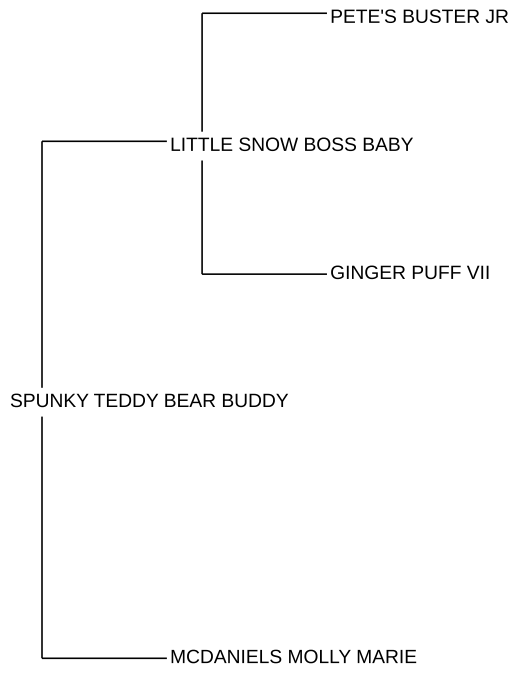 PETE'S BUSTER JR
LITTLE SNOW BOSS BABY
GINGER PUFF VII
SPUNKY TEDDY BEAR BUDDY
MCDANIELS MOLLY MARIE